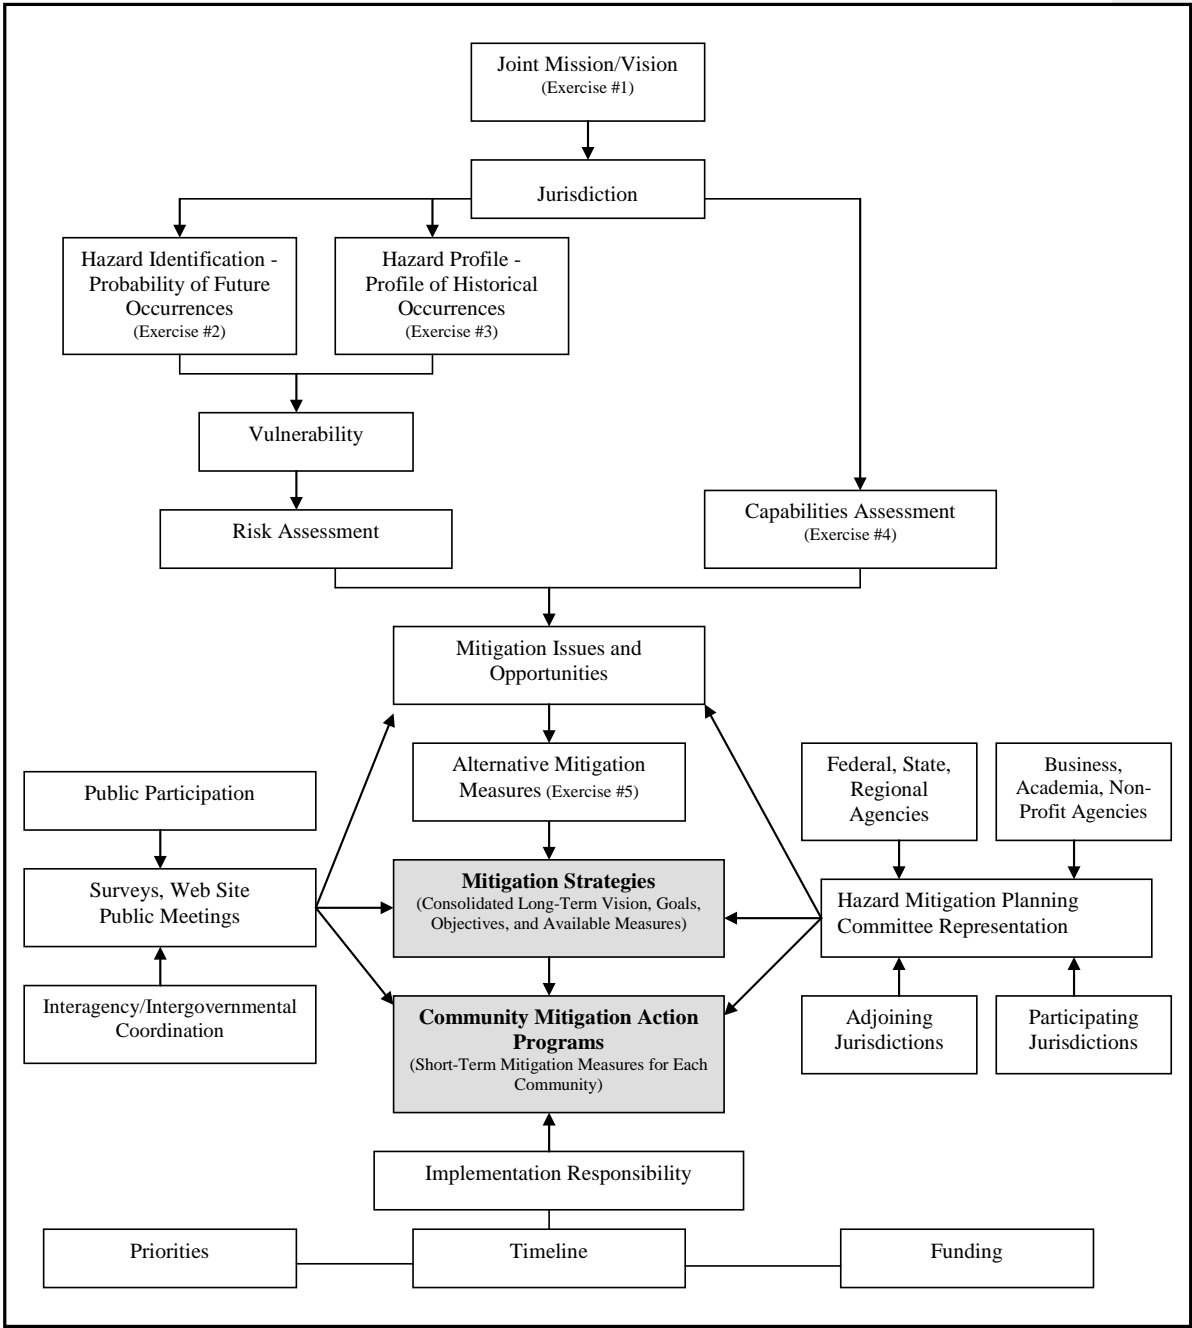 Joint Mission/Vision
(Exercise #1)
Jurisdiction
Hazard Identification -
Probability of Future
Occurrences
(Exercise #2)
Hazard Profile -
Profile of Historical
Occurrences
(Exercise #3)
Vulnerability
Risk Assessment
Capabilities Assessment
(Exercise #4)
Mitigation Issues and
Opportunities
Alternative Mitigation
Measures (Exercise #5)
Federal, State,
Regional
Agencies
Business,
Academia, Non-
Profit Agencies
Public Participation
Surveys, Web Site
Public Meetings
Mitigation Strategies
(Consolidated Long-Term Vision, Goals,
Objectives, and Available Measures)
Hazard Mitigation Planning
Committee Representation
Interagency/Intergovernmental
Coordination
Community Mitigation Action
Programs
(Short-Term Mitigation Measures for Each
Community)
Adjoining
Jurisdictions
Participating
Jurisdictions
Implementation Responsibility
Priorities
Timeline
Funding